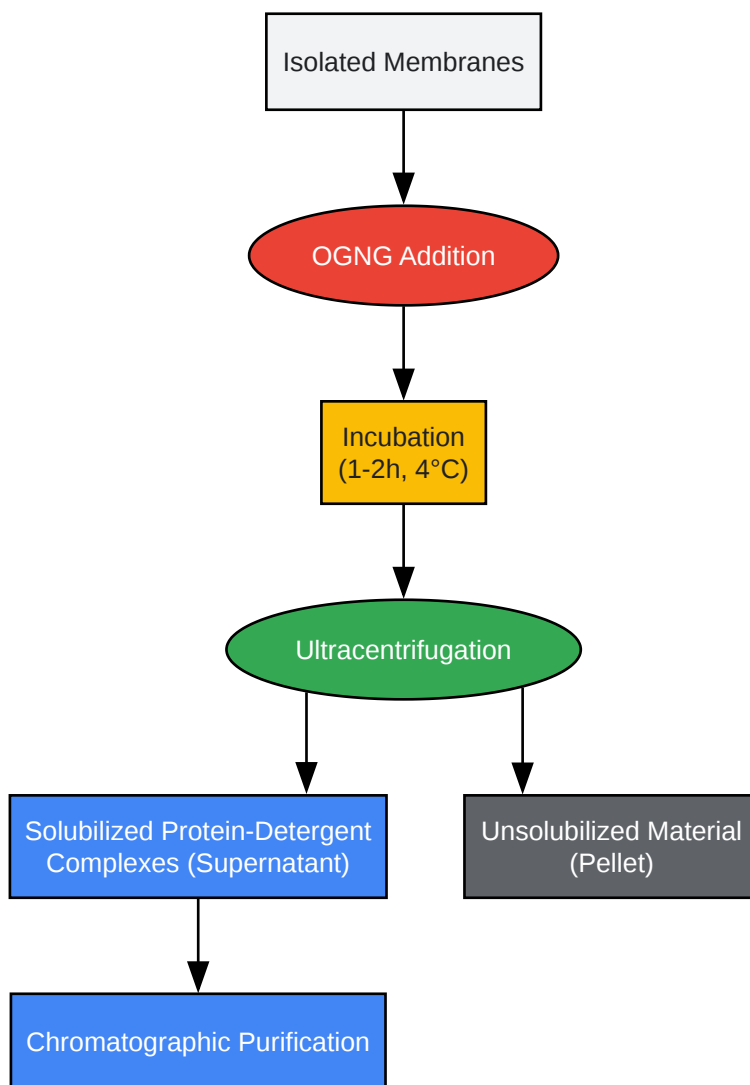 Isolated Membranes
OGNG Addition
Incubation
(1-2h, 4°C)
Ultracentrifugation
Solubilized Protein-Detergent
Complexes (Supernatant)
Unsolubilized Material
(Pellet)
Chromatographic Purification